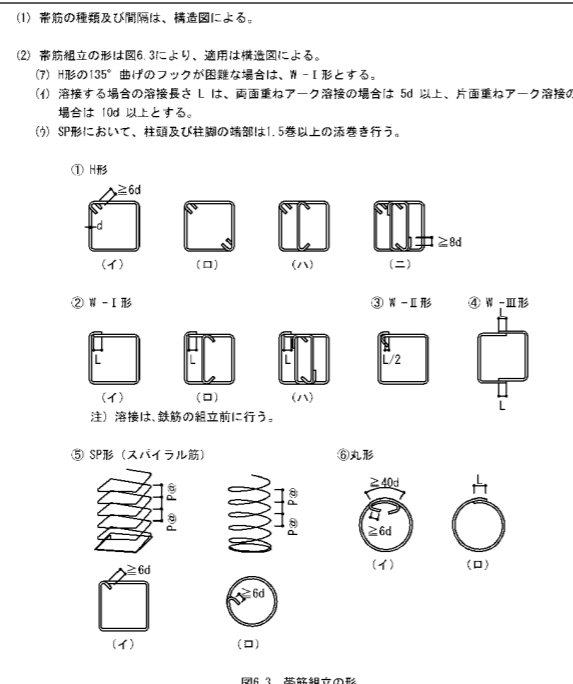 (1) 帯筋の種類及び間隔は、構造図による。
(2) 帯筋組立の形は図6.3により、適用は構造図による。
(ｱ) H形の135°曲げのフックが困難な場合は、W－I形とする。
(ｲ) 溶接する場合の溶接長さ L は、両面重ねアーク溶接の場合は 5d 以上、片面重ねアーク溶接の
場合は 10d 以上とする。
(ｳ) SP形において、柱頭及び柱脚の端部は1.5巻以上の添巻き行う。
① H形
≧6d
d
≧8d
(イ) (ロ) (ハ) (ニ)
② W－I形 ③ W－Ⅱ形 ④ W－Ⅲ形
L
L L L L/2
L
(イ) (ロ) (ハ)
注) 溶接は、鉄筋の組立前に行う。
⑤ SP形（スパイラル筋） ⑥丸形
P@ P@ P@ P@
≧40d L
≧6d
(イ) (ロ)
≧6d ≧6d
(イ) (ロ)
図6.3 帯筋組立の形